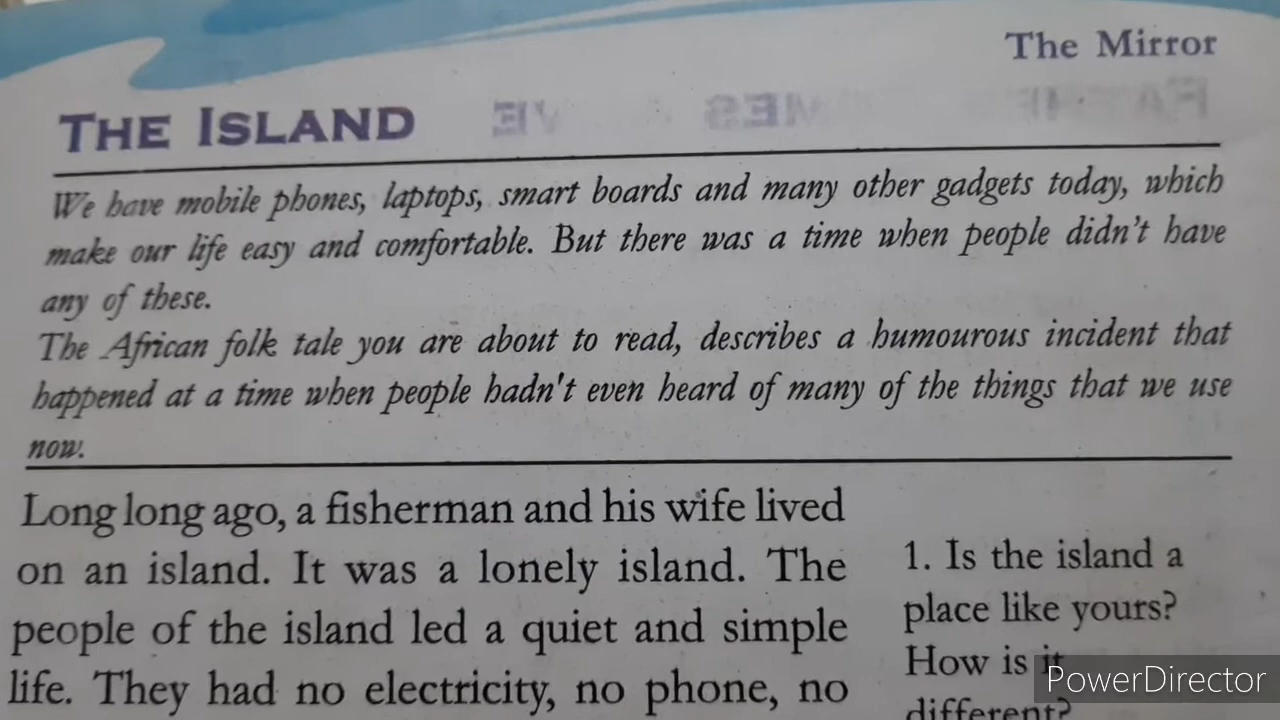 The Mirror
THE ISLAND
We have mobile phones, laptops, smart boards and many other gadgets today, which
make our life easy and comfortable. But there was a time when people didn't have
any of these.
The African folk tale you are about to read, describes a humourous incident that
happened at a time when people hadn't even heard of many of the things that we use
now.
Long long ago, a fisherman and his wife lived
on an island. It was a lonely island. The
people of the island led a quiet and simple
life. They had no electricity, no phone, no
1. Is the island a
place like yours?
How is it
different?
PowerDirector